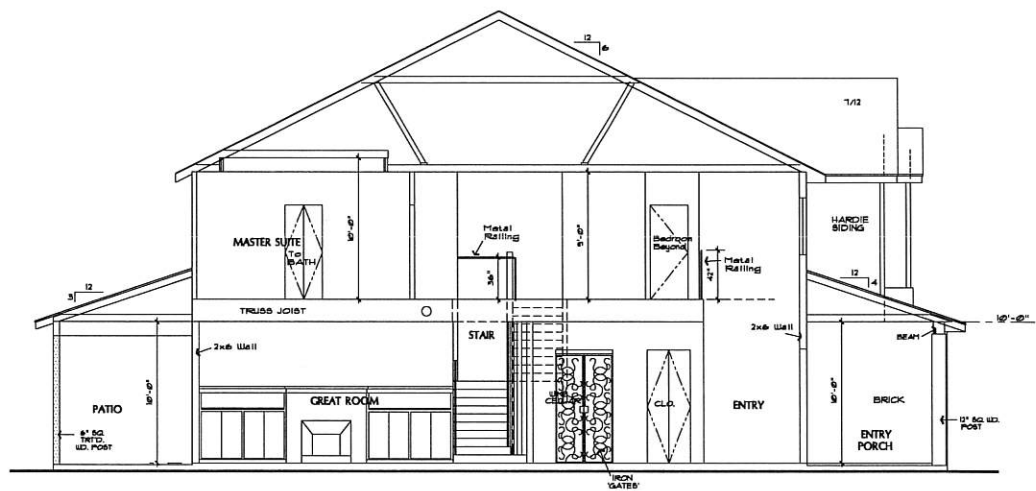 12
6
7/12
10'-0"
9'-0"
MASTER SUITE
To
BATH
Metal
Railing
36"
Bedroom
Beyond
42"
Metal
Railing
HARDIE
SIDING
12
3
12
4
TRUSS JOIST
10'-0"
2x6 Wall
STAIR
2x6 Wall
BEAM
PATIO
10'-0"
GREAT ROOM
CLO.
ENTRY
10'-0"
BRICK
6" SQ.
TRT'D.
WD. POST
12" SQ. WD.
POST
ENTRY
PORCH
IRON
'GATES'